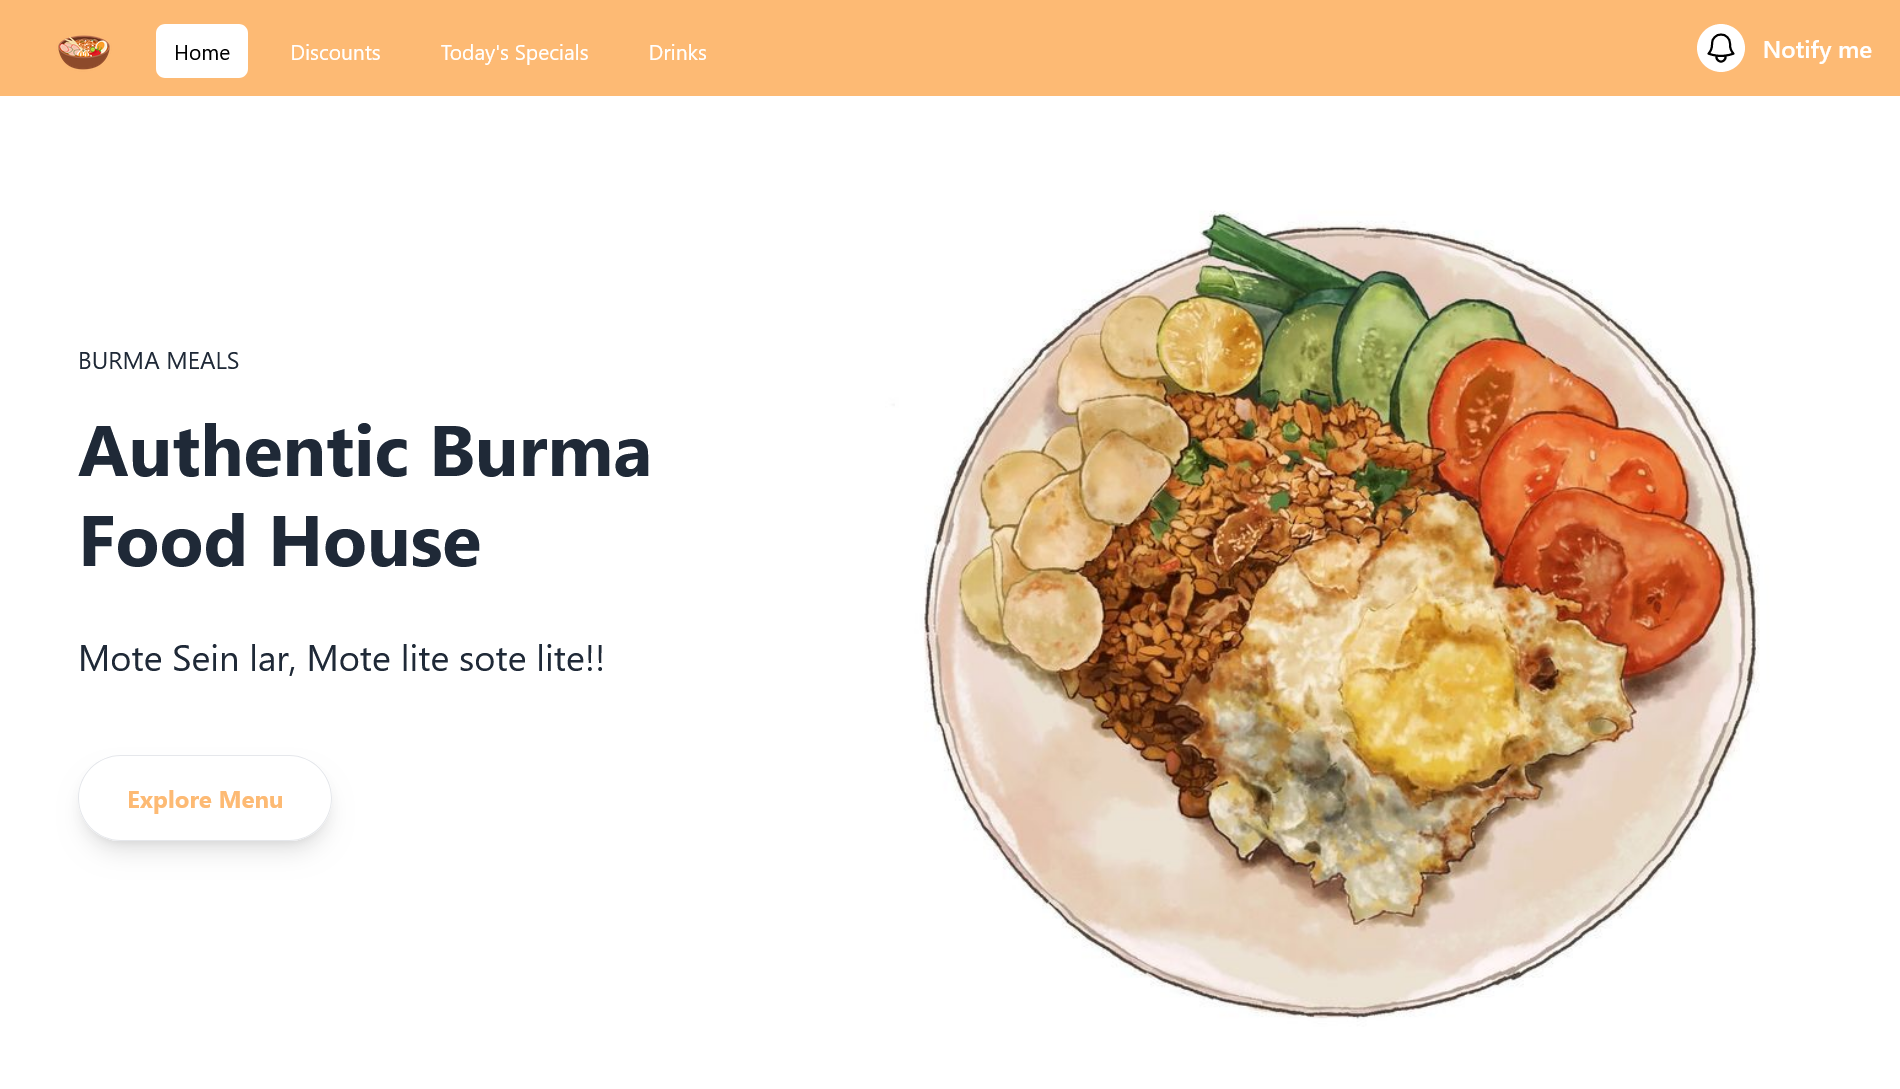 Home
Discounts
Today's Specials
Drinks
Notify me
BURMA MEALS
Authentic Burma
Food House
Mote Sein lar, Mote lite sote lite!!
Explore Menu